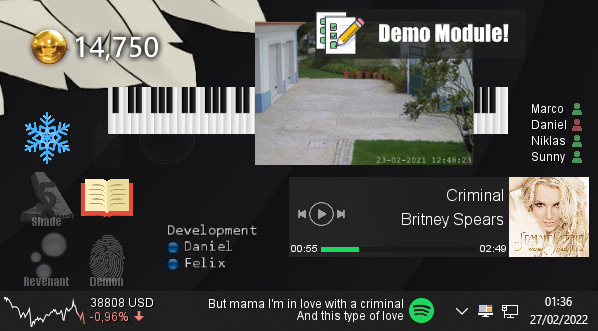 14,750
Demo Module!
23-02-2021 12:48:23
Marco
Daniel
Niklas
Sunny
5
Shade
Revenant
Demon
Development
Daniel
Felix
Criminal
Britney Spears
00:55
02:49
38808 USD
-0,96%
But mama I'm in love with a criminal
And this type of love
01:36
27/02/2022